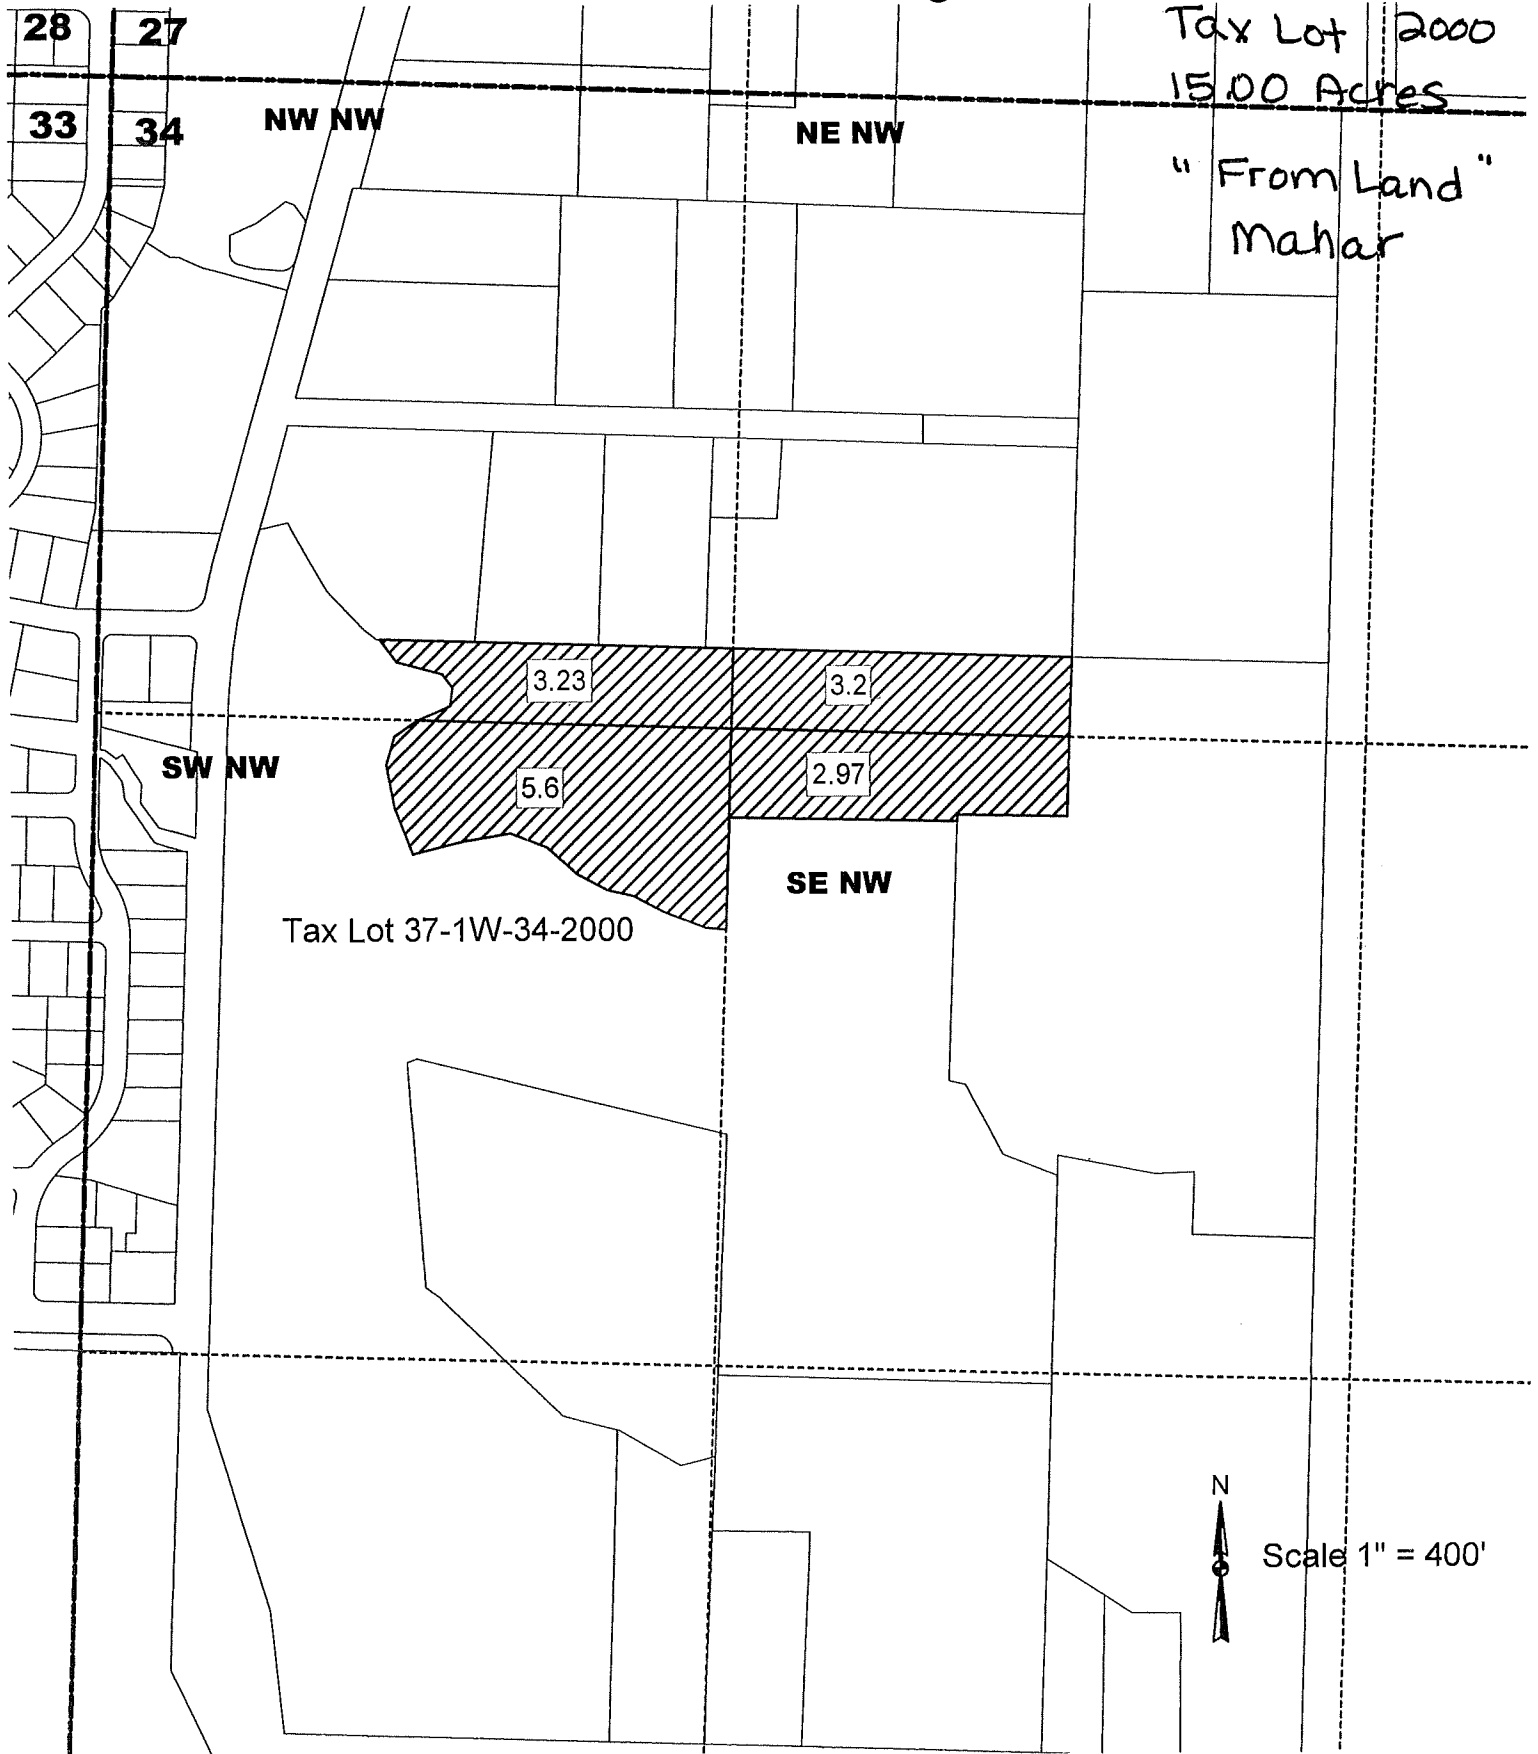 Tax Lot 2000
15.00 Acres
" From Land "
Mahar
28 27
33 34
NW NW
NE NW
3.23
3.2
SW NW
5.6
2.97
SE NW
Tax Lot 37-1W-34-2000
N
Scale 1" = 400'